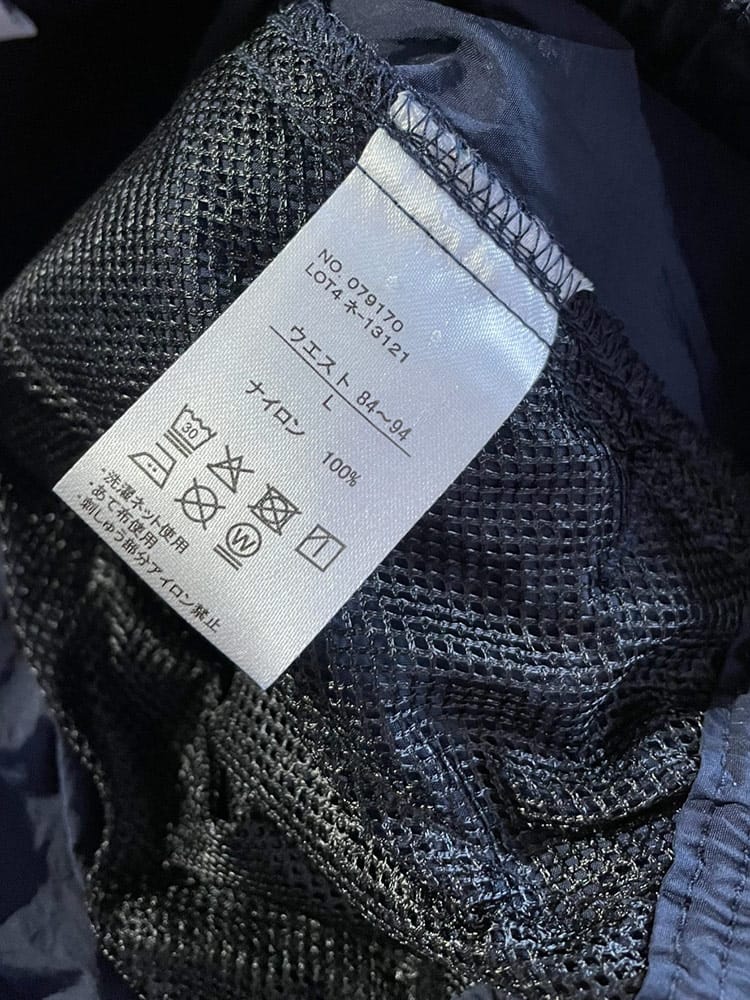 NO. 079170
LOT4 ネ-13121
ウエスト 84～94
L
ナイロン 100%
30
W
・洗濯ネット使用
・あて布使用
・刺しゅう部分アイロン禁止